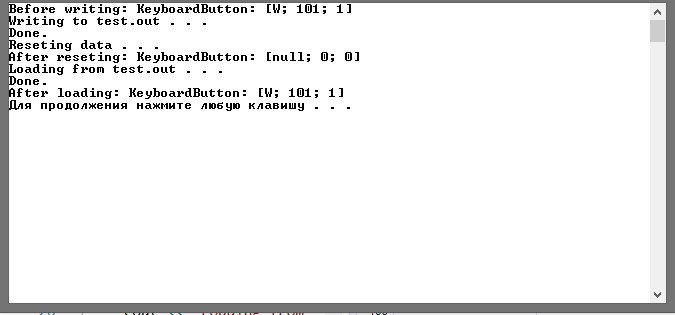 Before writing: KeyboardButton: [W; 101; 1]
Writing to test.out . . .
Done.
Reseting data . . .
After reseting: KeyboardButton: [null; 0; 0]
Loading from test.out . . .
Done.
After loading: KeyboardButton: [W; 101; 1]
Для продолжения нажмите любую клавишу . . .